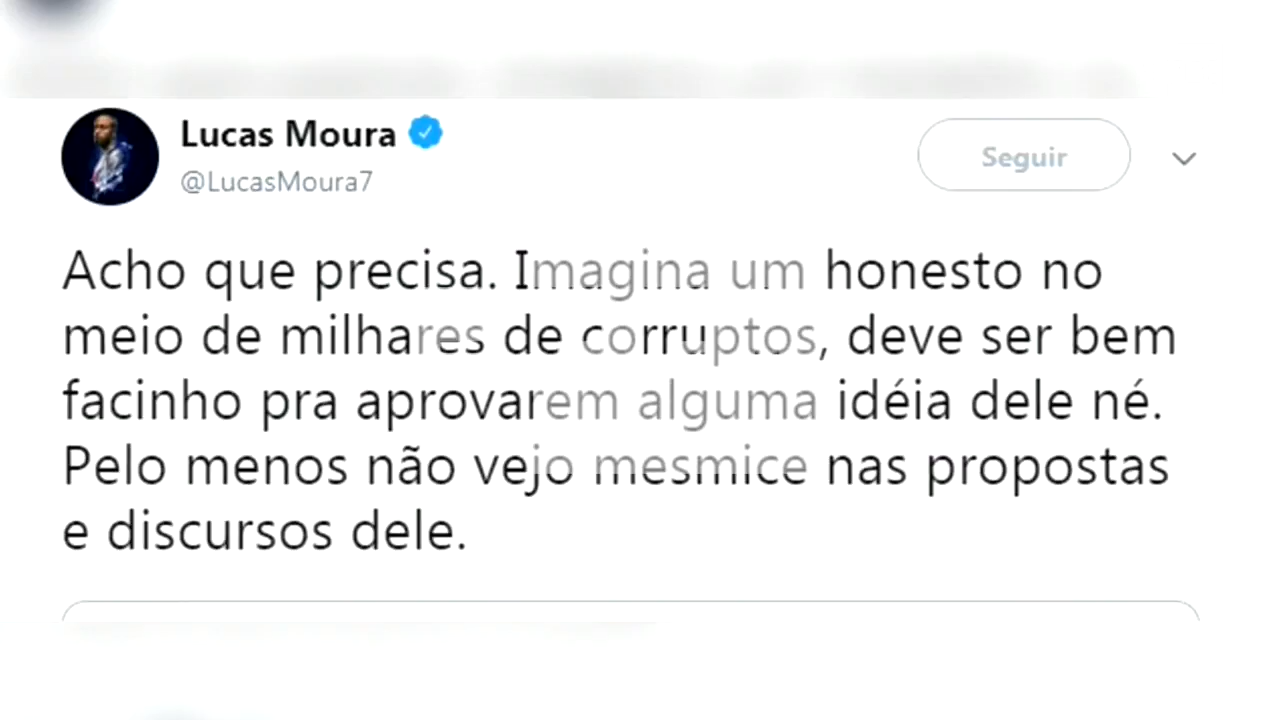 Lucas Moura
@LucasMoura7
Seguir
Acho que precisa. Imagina um honesto no
meio de milhares de corruptos, deve ser bem
facinho pra aprovarem alguma idéia dele né.
Pelo menos não vejo mesmice nas propostas
e discursos dele.